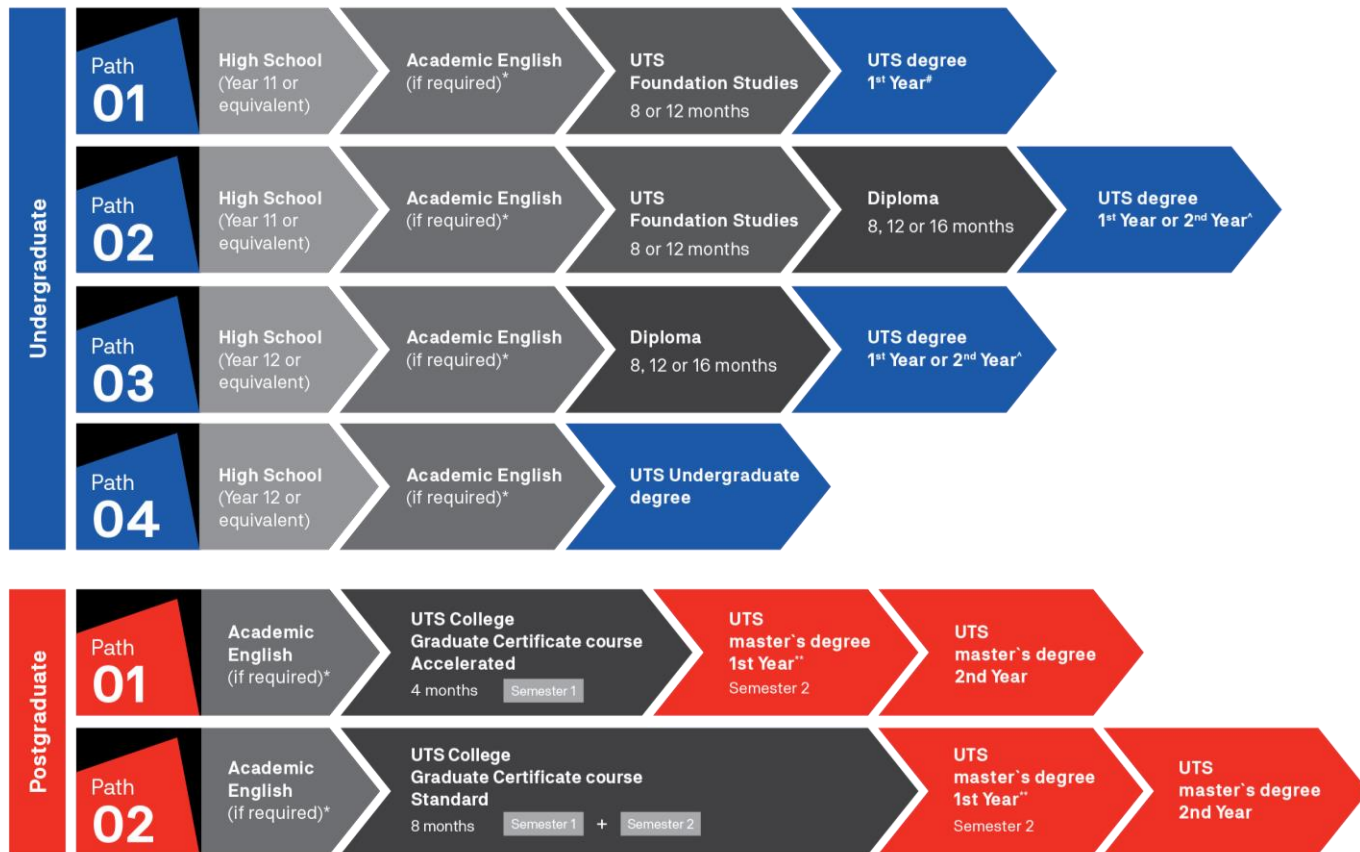 Undergraduate
Path
01
High School
(Year 11 or
equivalent)
Academic English
(if required)*
UTS
Foundation Studies
8 or 12 months
UTS degree
1st Year#
Path
02
High School
(Year 11 or
equivalent)
Academic English
(if required)*
UTS
Foundation Studies
8 or 12 months
Diploma
8, 12 or 16 months
UTS degree
1st Year or 2nd Year^
Path
03
High School
(Year 12 or
equivalent)
Academic English
(if required)*
Diploma
8, 12 or 16 months
UTS degree
1st Year or 2nd Year^
Path
04
High School
(Year 12 or
equivalent)
Academic English
(if required)*
UTS Undergraduate
degree
Postgraduate
Path
01
Academic
English
(if required)*
UTS College
Graduate Certificate course
Accelerated
4 months Semester 1
UTS
master`s degree
1st Year**
Semester 2
UTS
master`s degree
2nd Year
Path
02
Academic
English
(if required)*
UTS College
Graduate Certificate course
Standard
8 months Semester 1 + Semester 2
UTS
master`s degree
1st Year**
Semester 2
UTS
master`s degree
2nd Year